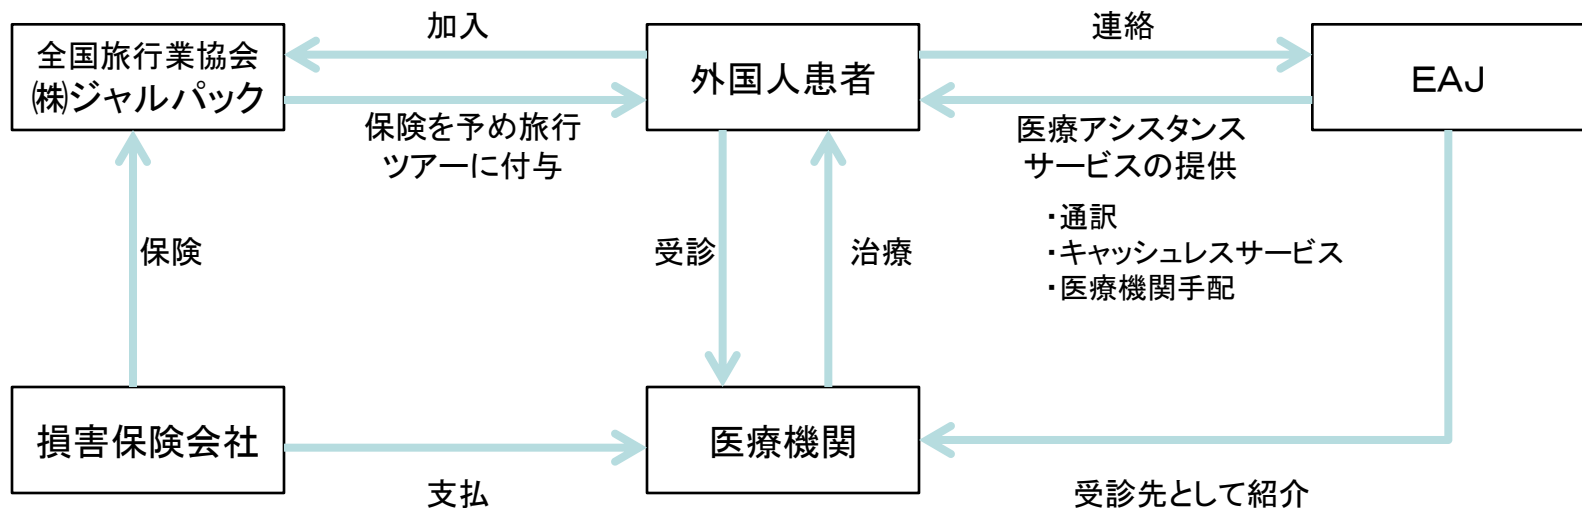 加入
連絡
全国旅行業協会
㈱ジャルパック
外国人患者
EAJ
保険を予め旅行
ツアーに付与
医療アシスタンス
サービスの提供
・通訳
・キャッシュレスサービス
・医療機関手配
保険
受診
治療
損害保険会社
医療機関
支払
受診先として紹介